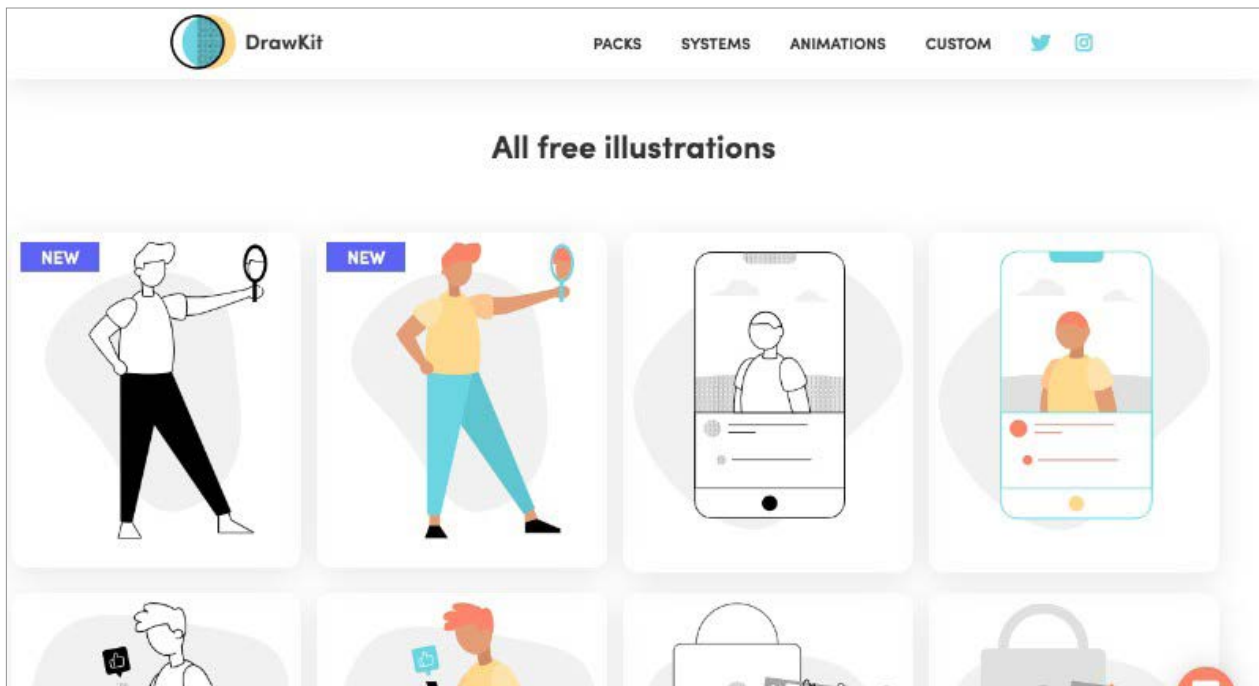 DrawKit
PACKS SYSTEMS ANIMATIONS CUSTOM
All free illustrations
NEW
NEW